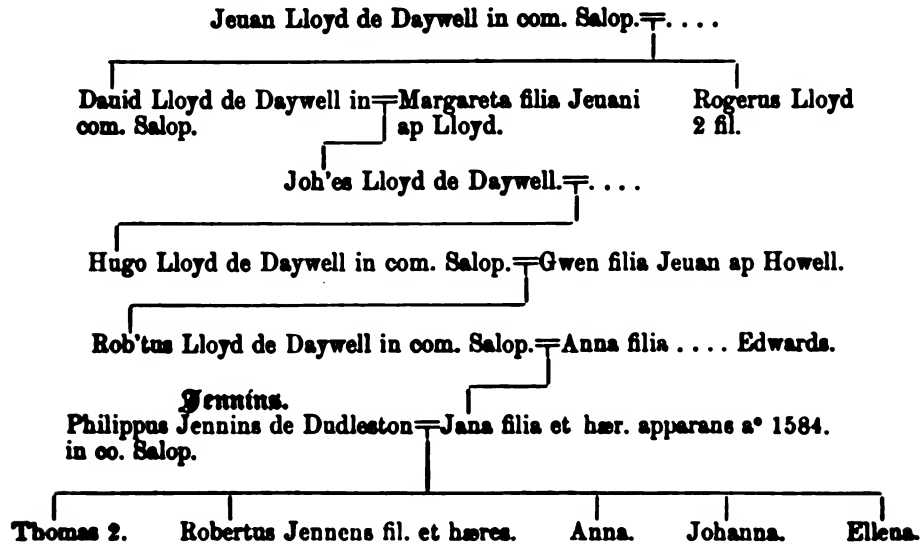 Jeuan Lloyd de Daywell in com. Salop.=....
Dauid Lloyd de Daywell in=Margareta filia Jeuani Rogerus Lloyd
com. Salop. ap Lloyd. 2 fil.
Joh'es Lloyd de Daywell.=....
Hugo Lloyd de Daywell in com. Salop.=Gwen filia Jeuan ap Howell.
Rob'tus Lloyd de Daywell in com. Salop.=Anna filia .... Edwards.
Jennins.
Philippus Jennins de Dudleston=Jana filia et hær. apparans aº 1584.
in co. Salop.
Thomas 2. Robertus Jennens fil. et hæres. Anna. Johanna. Ellena.